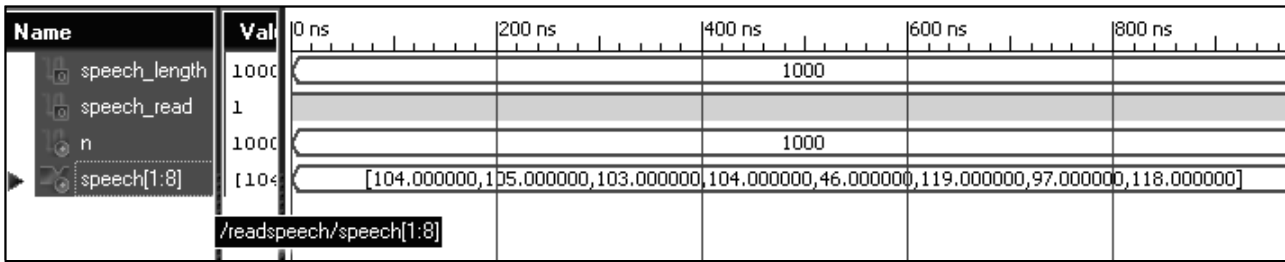 Name Val 0 ns 200 ns 400 ns 600 ns 800 ns
speech_length 1000 1000
speech_read 1
n 1000 1000
speech[1:8] [104 [104.000000,105.000000,103.000000,104.000000,46.000000,119.000000,97.000000,118.000000]
/readspeech/speech[1:8]